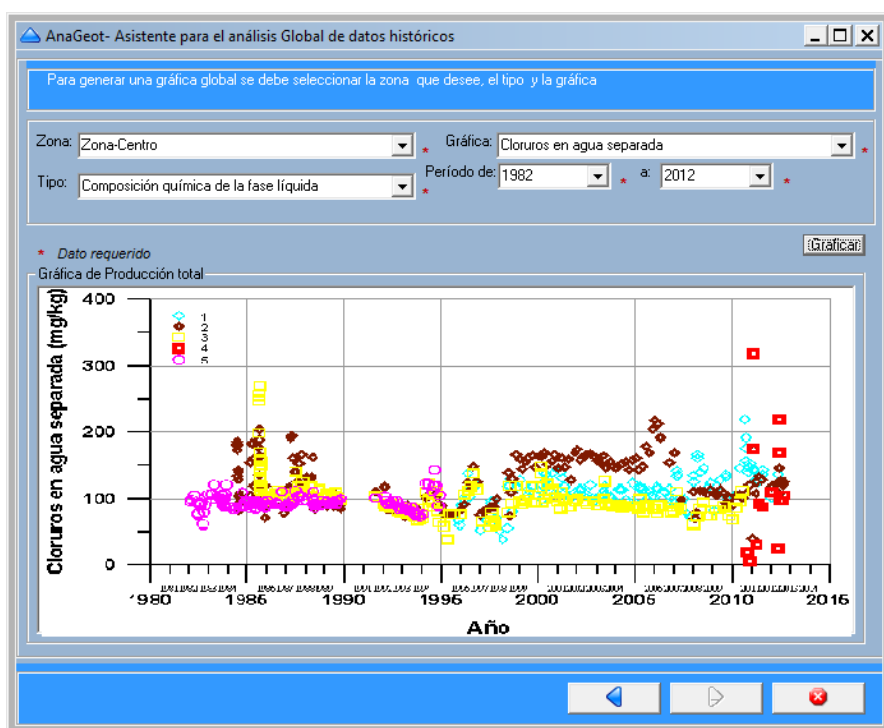 AnaGeot- Asistente para el análisis Global de datos históricos
Para generar una gráfica global se debe seleccionar la zona que desee, el tipo y la gráfica
Zona: Zona-Centro * Gráfica: Cloruros en agua separada *
Tipo: Composición química de la fase líquida * Período de: 1982 * a: 2012 *
* Dato requerido
Graficar
Gráfica de Producción total
Cloruros en agua separada (mg/kg)
400
300
200
100
0
1
2
3
4
5
1980 1985 1990 1995 2000 2005 2010 2015
Año